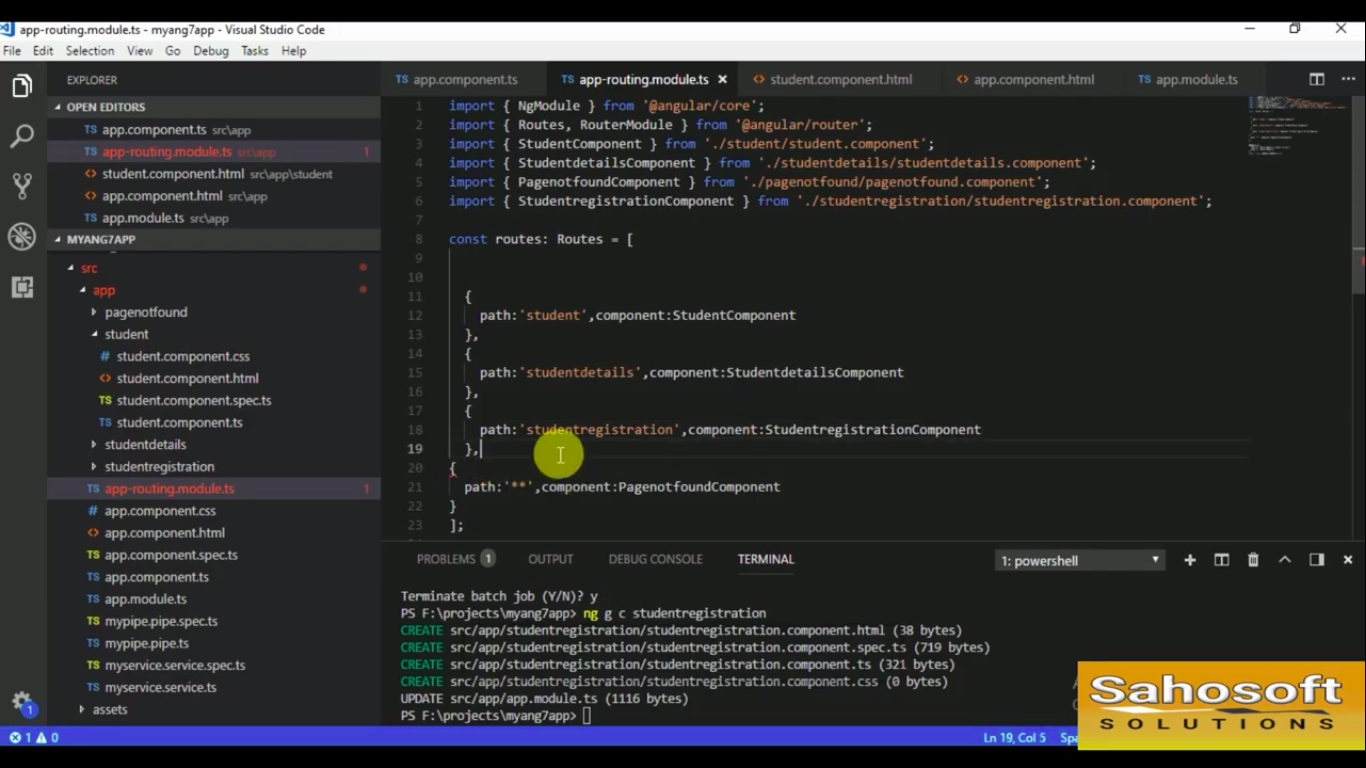 app-routing.module.ts - myang7app - Visual Studio Code
File Edit Selection View Go Debug Tasks Help
EXPLORER
OPEN EDITORS
TS app.component.ts src\app
TS app-routing.module.ts src\app 1
<> student.component.html src\app\student
<> app.component.html src\app
TS app.module.ts src\app
MYANG7APP
src
app
pagenotfound
student
# student.component.css
<> student.component.html
TS student.component.spec.ts
TS student.component.ts
studentdetails
studentregistration
TS app-routing.module.ts 1
# app.component.css
<> app.component.html
TS app.component.spec.ts
TS app.component.ts
TS app.module.ts
TS mypipe.pipe.spec.ts
TS mypipe.pipe.ts
TS myservice.service.spec.ts
TS myservice.service.ts
assets
1
TS app.component.ts TS app-routing.module.ts × <> student.component.html <> app.component.html TS app.module.ts
1 import { NgModule } from '@angular/core';
2 import { Routes, RouterModule } from '@angular/router';
3 import { StudentComponent } from './student/student.component';
4 import { StudentdetailsComponent } from './studentdetails/studentdetails.component';
5 import { PagenotfoundComponent } from './pagenotfound/pagenotfound.component';
6 import { StudentregistrationComponent } from './studentregistration/studentregistration.component';
7
8 const routes: Routes = [
9
10
11 {
12 path:'student',component:StudentComponent
13 },
14 {
15 path:'studentdetails',component:StudentdetailsComponent
16 },
17 {
18 path:'studentregistration',component:StudentregistrationComponent
19 },
20 {
21 path:'**',component:PagenotfoundComponent
22 }
23 ];
PROBLEMS 1 OUTPUT DEBUG CONSOLE TERMINAL 1: powershell
Terminate batch job (Y/N)? y
PS F:\projects\myang7app> ng g c studentregistration
CREATE src/app/studentregistration/studentregistration.component.html (38 bytes)
CREATE src/app/studentregistration/studentregistration.component.spec.ts (719 bytes)
CREATE src/app/studentregistration/studentregistration.component.ts (321 bytes)
CREATE src/app/studentregistration/studentregistration.component.css (0 bytes)
UPDATE src/app/app.module.ts (1116 bytes)
PS F:\projects\myang7app>
1 0 Ln 19, Col 5
Sahosoft
SOLUTIONS